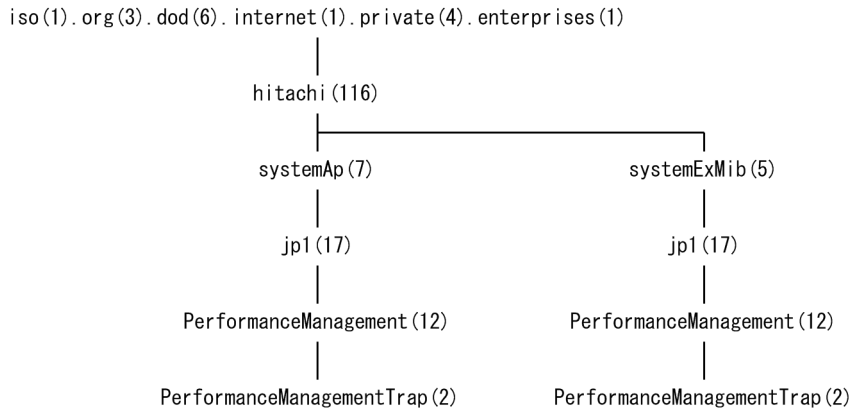 iso(1).org(3).dod(6).internet(1).private(4).enterprises(1)
hitachi(116)
systemAp(7) systemExMib(5)
jp1(17) jp1(17)
PerformanceManagement(12) PerformanceManagement(12)
PerformanceManagementTrap(2) PerformanceManagementTrap(2)